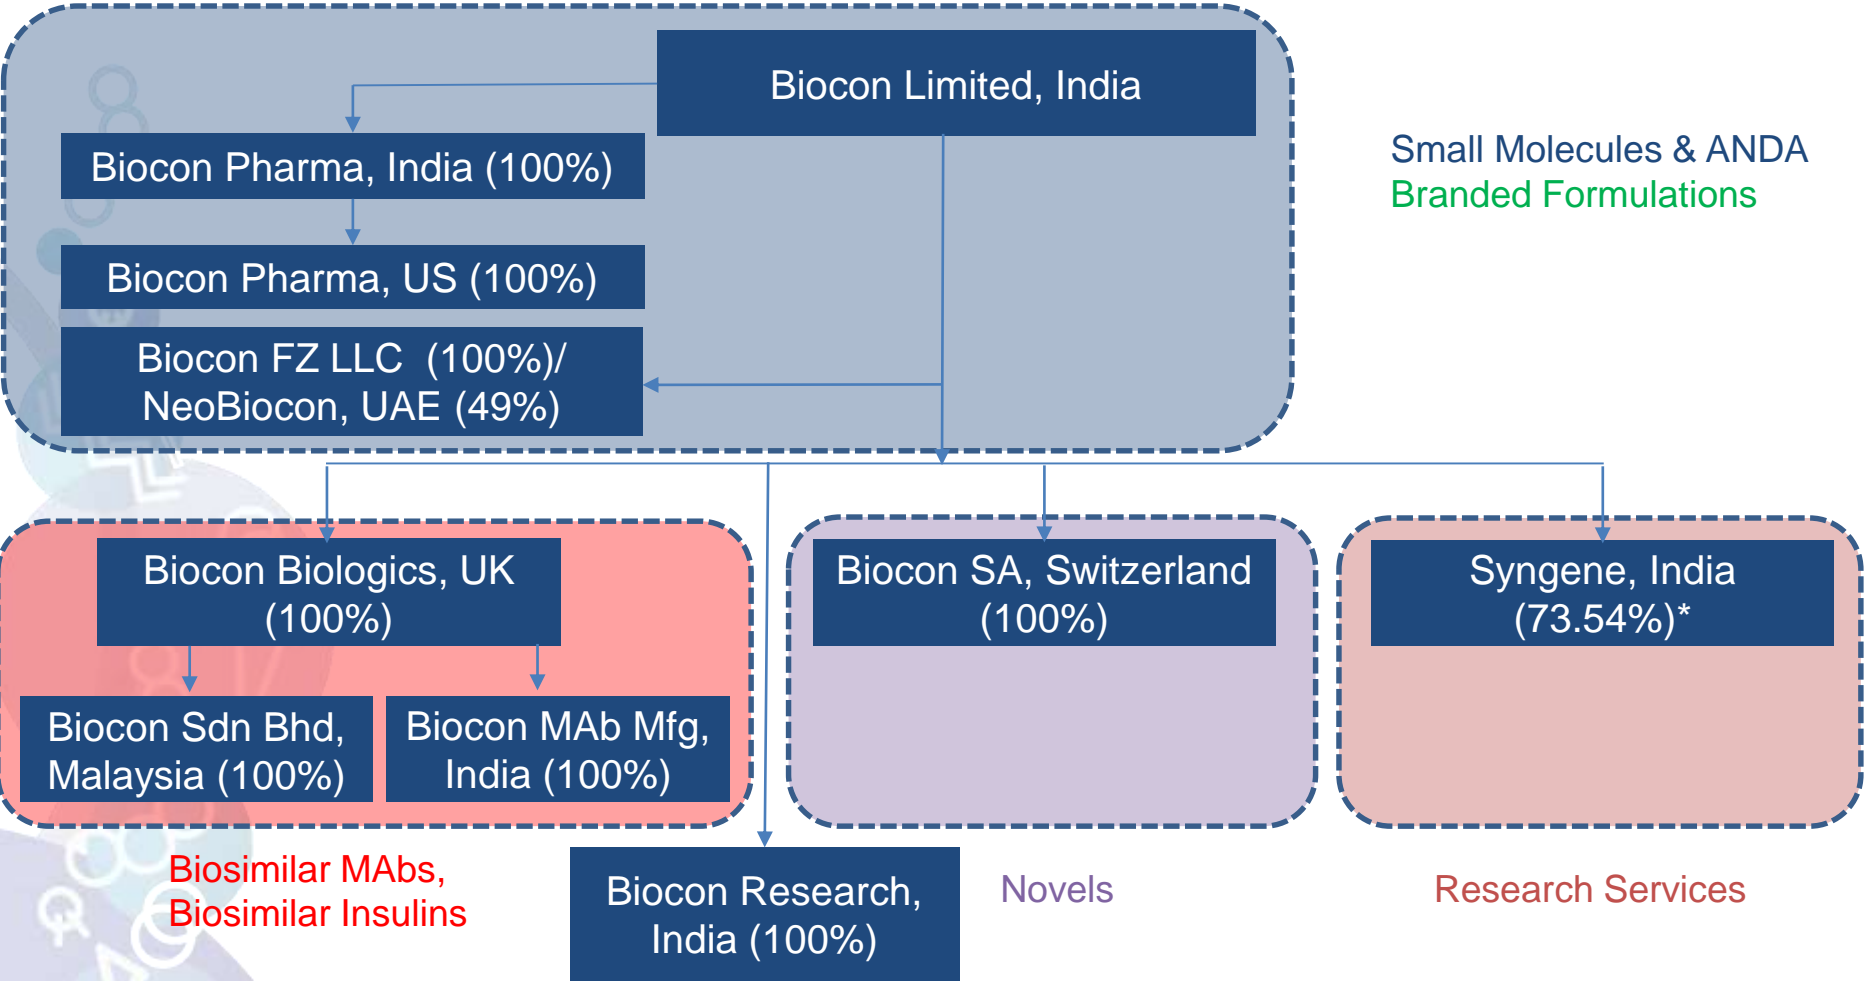 Biocon Limited, India
Biocon Pharma, India (100%)
Small Molecules & ANDA
Branded Formulations
Biocon Pharma, US (100%)
Biocon FZ LLC  (100%)/
NeoBiocon, UAE (49%)
Biocon Biologics, UK
(100%)
Biocon SA, Switzerland
(100%)
Syngene, India
(73.54%)*
Biocon Sdn Bhd,
Malaysia (100%)
Biocon MAb Mfg,
India (100%)
Biosimilar MAbs,
Biosimilar Insulins
Biocon Research,
India (100%)
Novels
Research Services